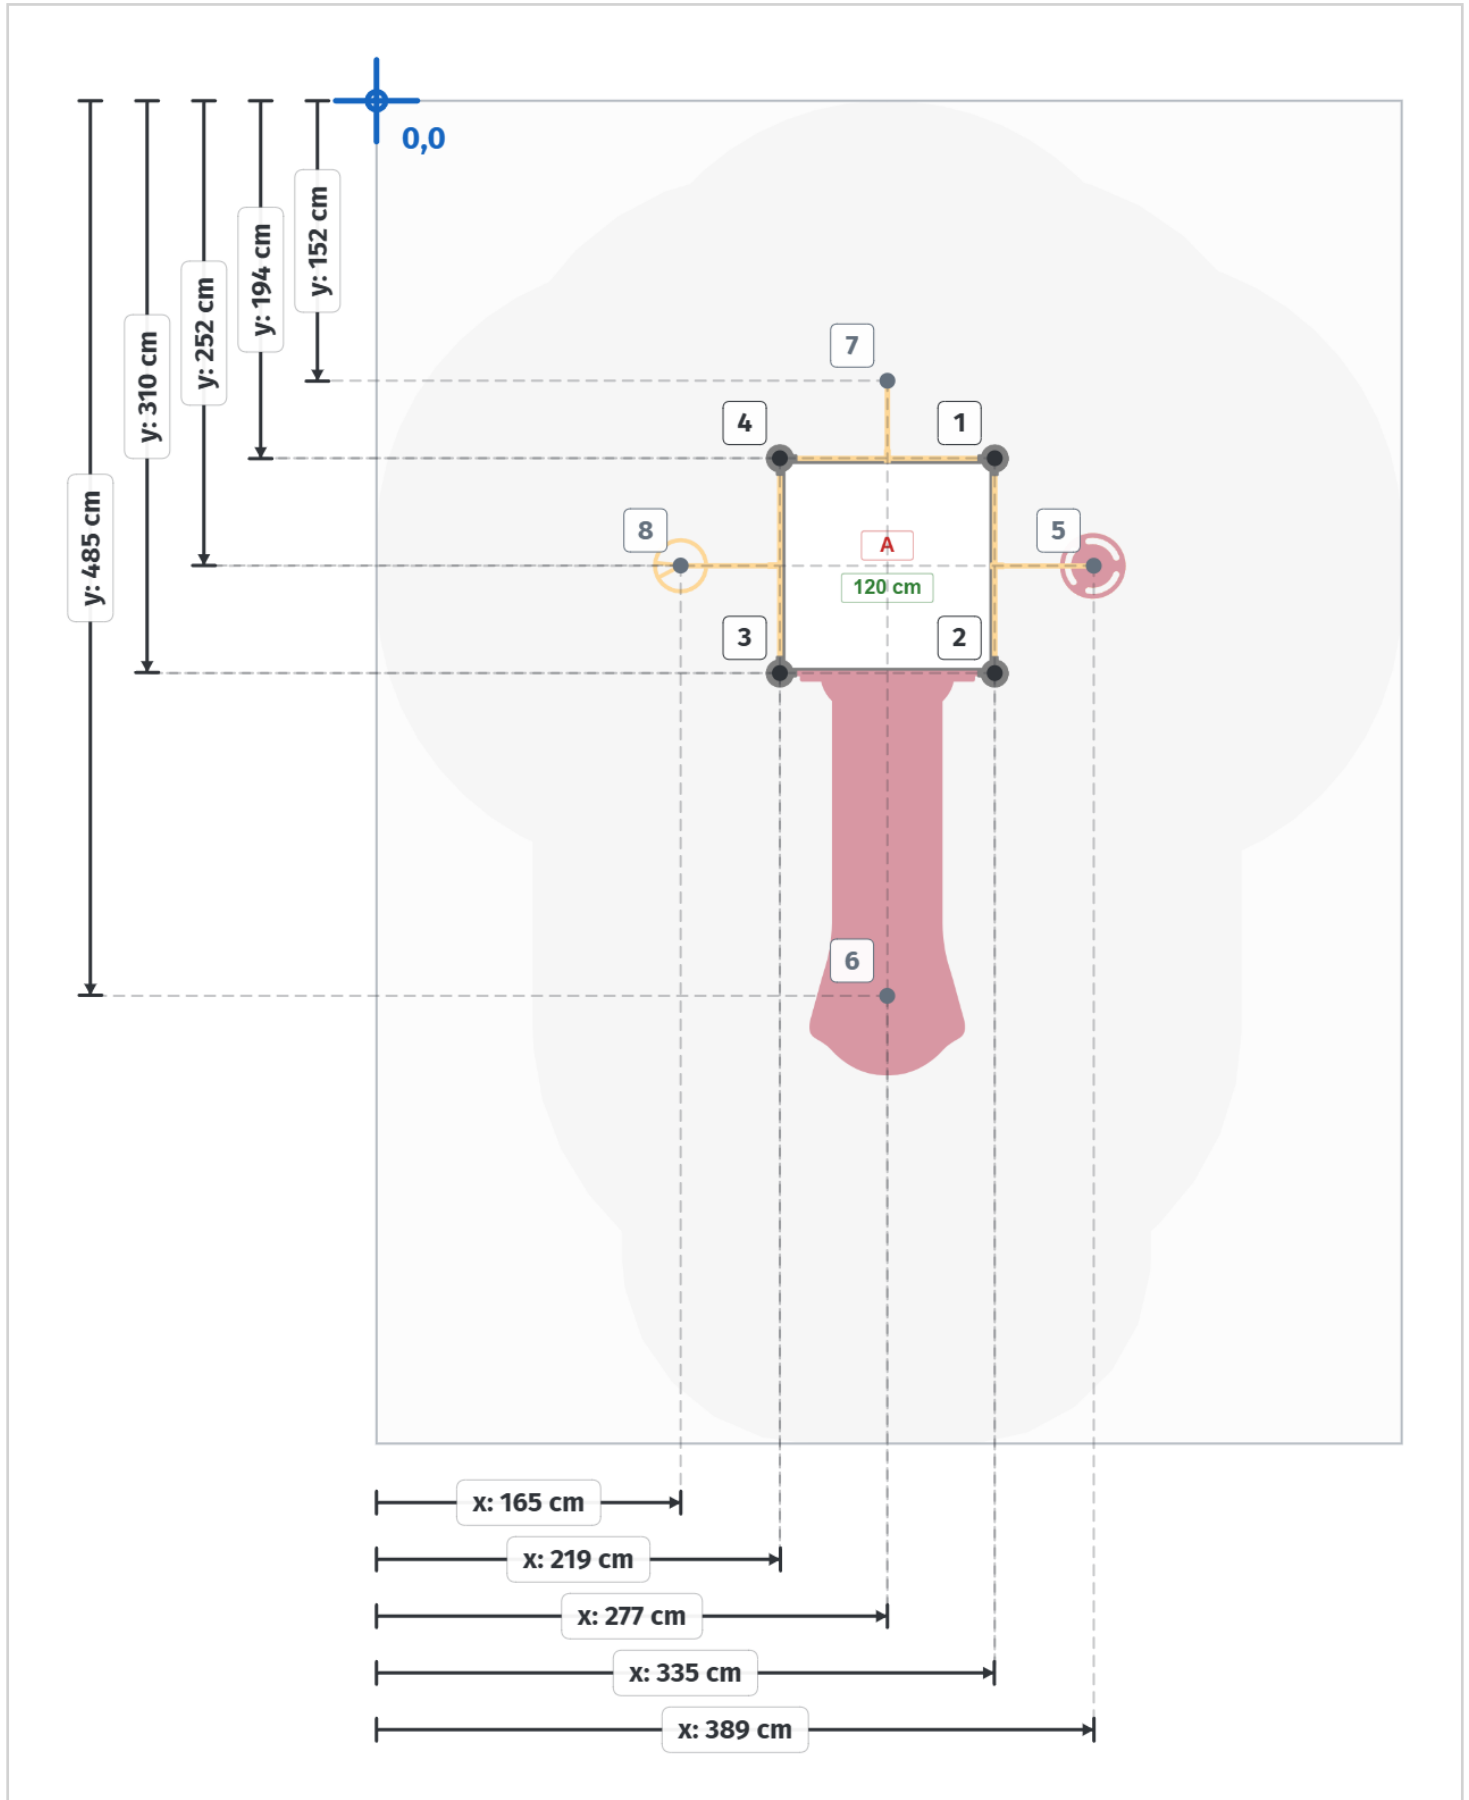 0,0
y: 152 cm
y: 194 cm
y: 252 cm
y: 310 cm
y: 485 cm
7
4
1
8
5
A
120 cm
3
2
6
x: 165 cm
x: 219 cm
x: 277 cm
x: 335 cm
x: 389 cm